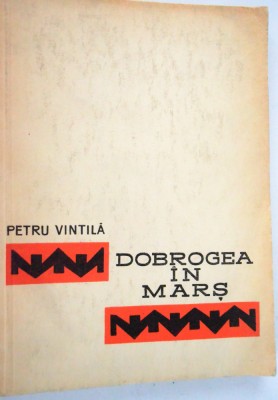 PETRU VINTILĂ
DOBROGEA
ÎN
MARȘ